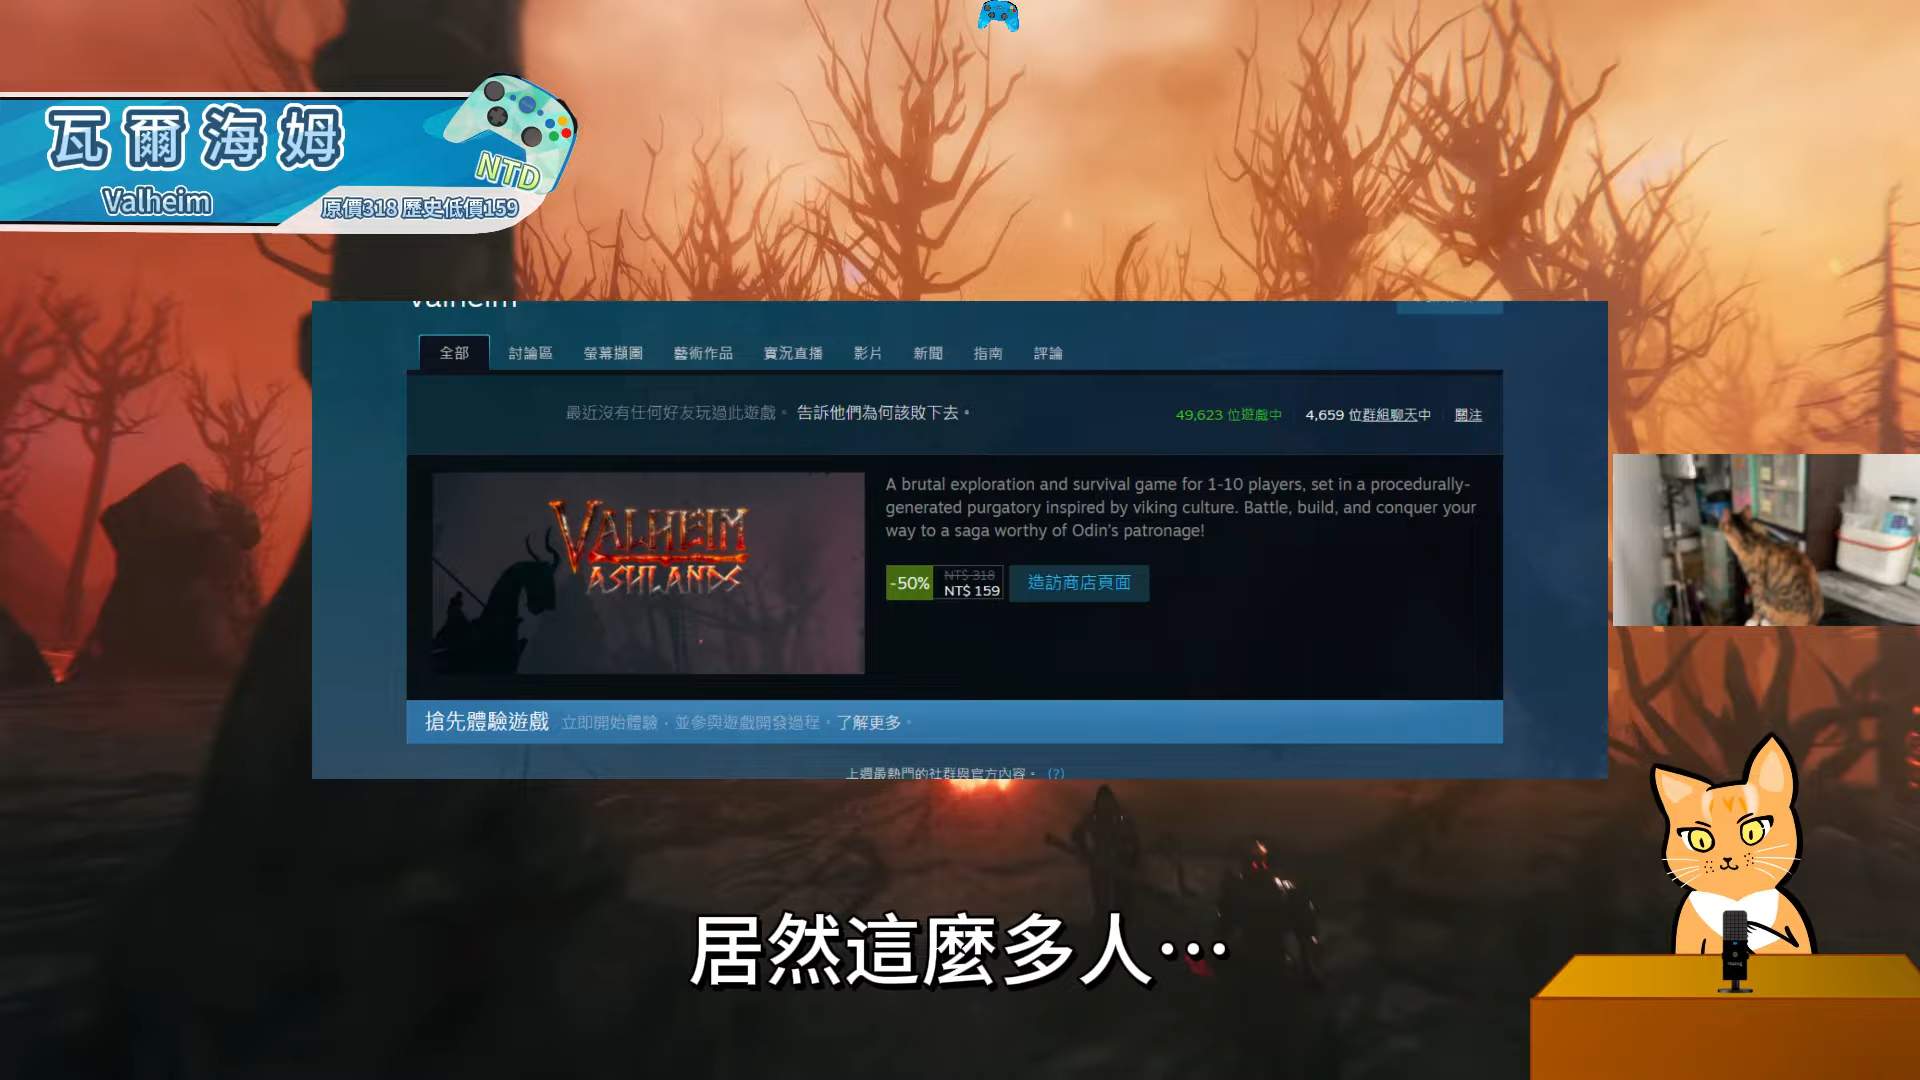 瓦爾海姆
NTD
Valheim
原價318 歷史低價159
Valheim
全部 討論區 螢幕擷圖 藝術作品 實況直播 影片 新聞 指南 評論
最近沒有任何好友玩過此遊戲。告訴他們為何該敗下去。
49,623 位遊戲中
4,659 位群組聊天中
關注
VALHEIM
ASHLANDS
A brutal exploration and survival game for 1-10 players, set in a procedurally-
generated purgatory inspired by viking culture. Battle, build, and conquer your
way to a saga worthy of Odin's patronage!
-50%
NT$ 318
NT$ 159
造訪商店頁面
搶先體驗遊戲 立即開始體驗，並參與遊戲開發過程。了解更多。
上週最熱門的社群與官方內容。 (?)
居然這麼多人…